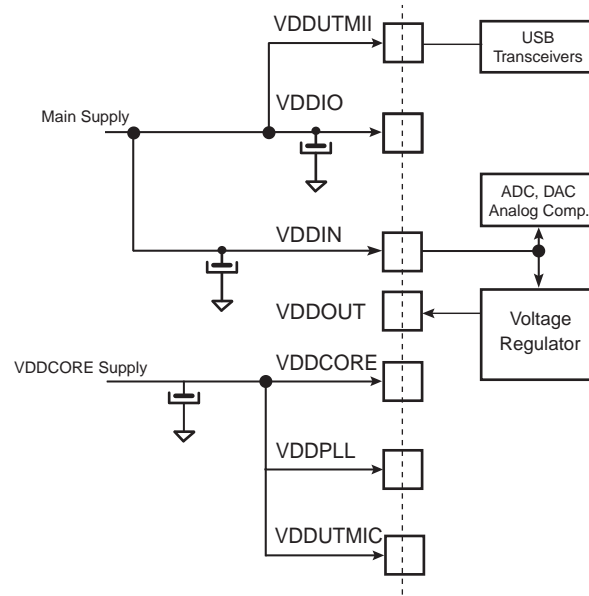 VDDUTMII
USB
Transceivers
VDDIO
Main Supply
ADC, DAC
Analog Comp.
VDDIN
VDDOUT
Voltage
Regulator
VDDCORE
VDDCORE Supply
VDDPLL
VDDUTMIC